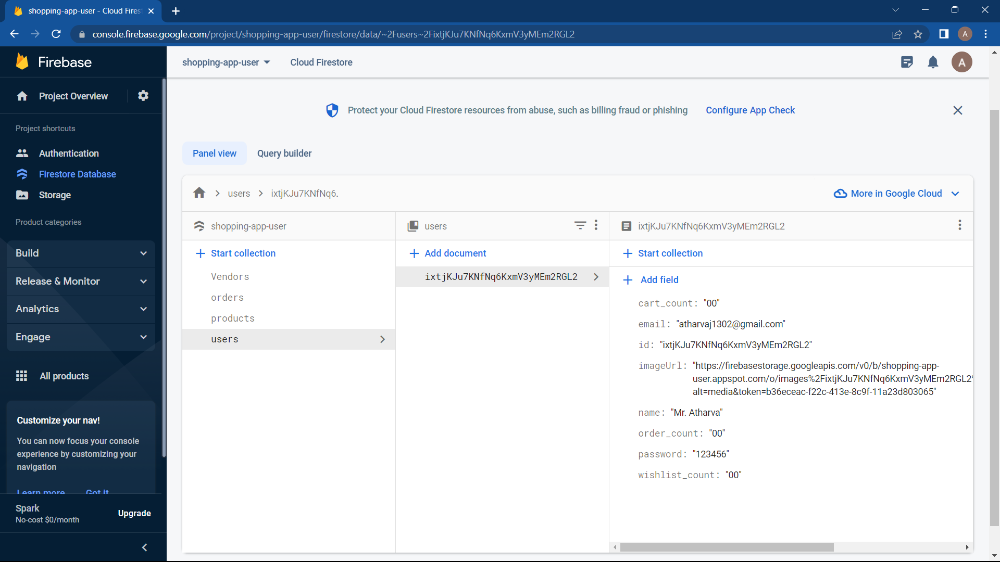 shopping-app-user - Cloud Fires
console.firebase.google.com/project/shopping-app-user/firestore/data/~2Fusers~2FixtjKJu7KNfNq6KxmV3yMEm2RGL2
A
Firebase
shopping-app-user
Cloud Firestore
A
Project Overview
Protect your Cloud Firestore resources from abuse, such as billing fraud or phishing
Configure App Check
Project shortcuts
Authentication
Firestore Database
Storage
Product categories
Build
Release & Monitor
Analytics
Engage
All products
Customize your nav!
You can now focus your console
experience by customizing your
navigation
Learn more
Got it
Spark
No-cost $0/month
Upgrade
Panel view
Query builder
users
ixtjKJu7KNfNq6.
More in Google Cloud
shopping-app-user
Start collection
Vendors
orders
products
users
users
Add document
ixtjKJu7KNfNq6KxmV3yMEm2RGL2
ixtjKJu7KNfNq6KxmV3yMEm2RGL2
Start collection
Add field
cart_count: "00"
email: "atharvaj1302@gmail.com"
id: "ixtjKJu7KNfNq6KxmV3yMEm2RGL2"
imageUrl: "https://firebasestorage.googleapis.com/v0/b/shopping-app-
user.appspot.com/o/images%2FixtjKJu7KNfNq6KxmV3yMEm2RGL2
alt=media&token=b36eceac-f22c-413e-8c9f-11a23d803065"
name: "Mr. Atharva"
order_count: "00"
password: "123456"
wishlist_count: "00"